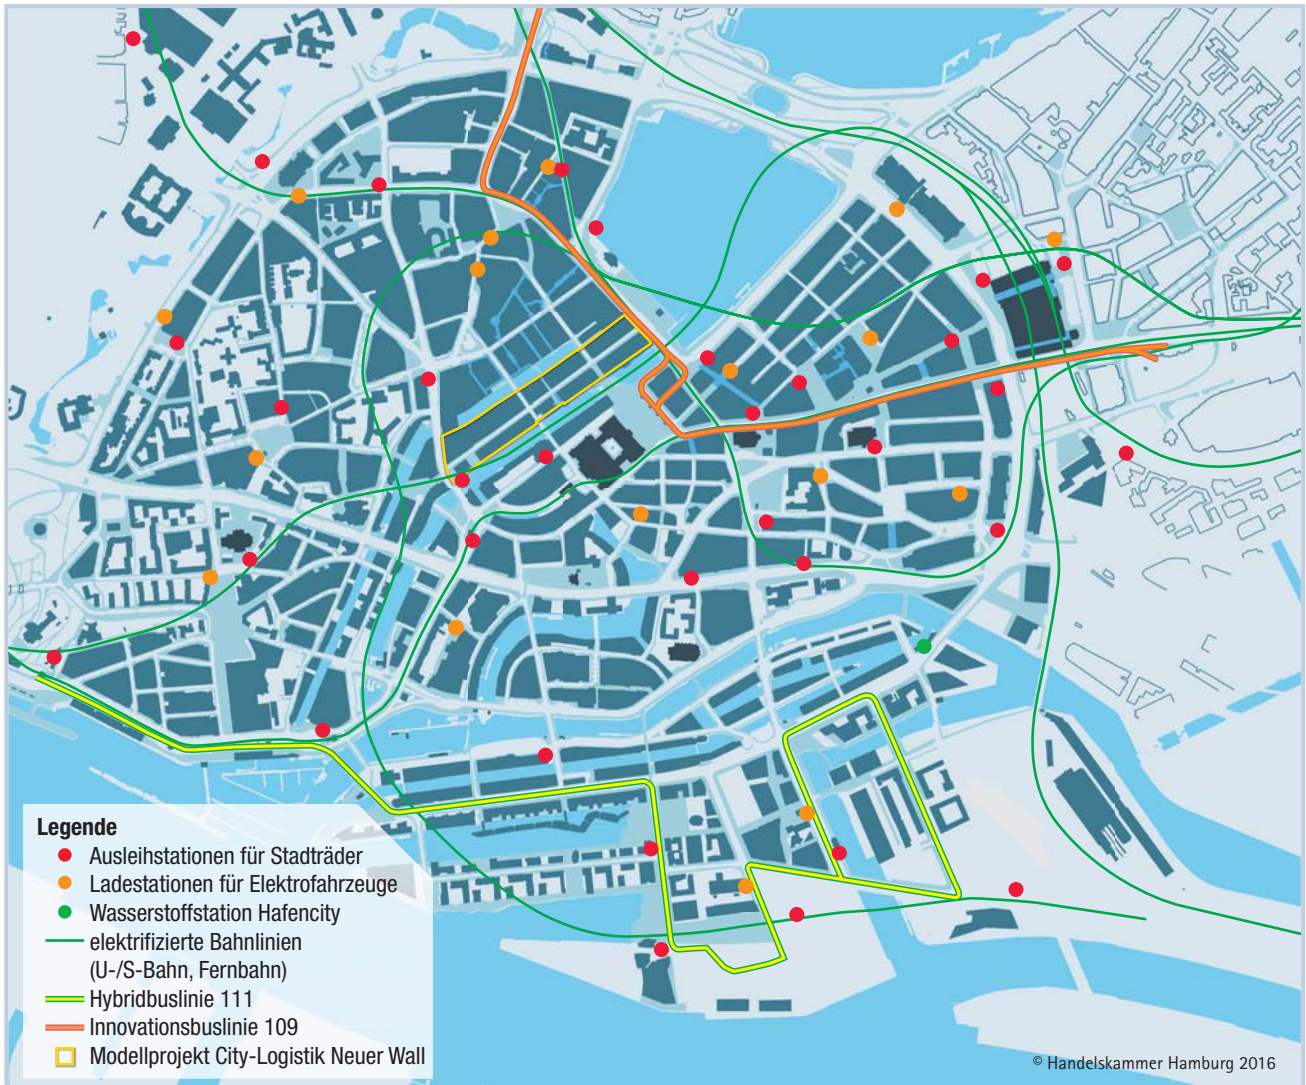 Legende
Ausleihstationen für Stadträder
Ladestationen für Elektrofahrzeuge
Wasserstoffstation Hafencity
elektrifizierte Bahnlinien
(U-/S-Bahn, Fernbahn)
Hybridbuslinie 111
Innovationsbuslinie 109
Modellprojekt City-Logistik Neuer Wall
© Handelskammer Hamburg 2016